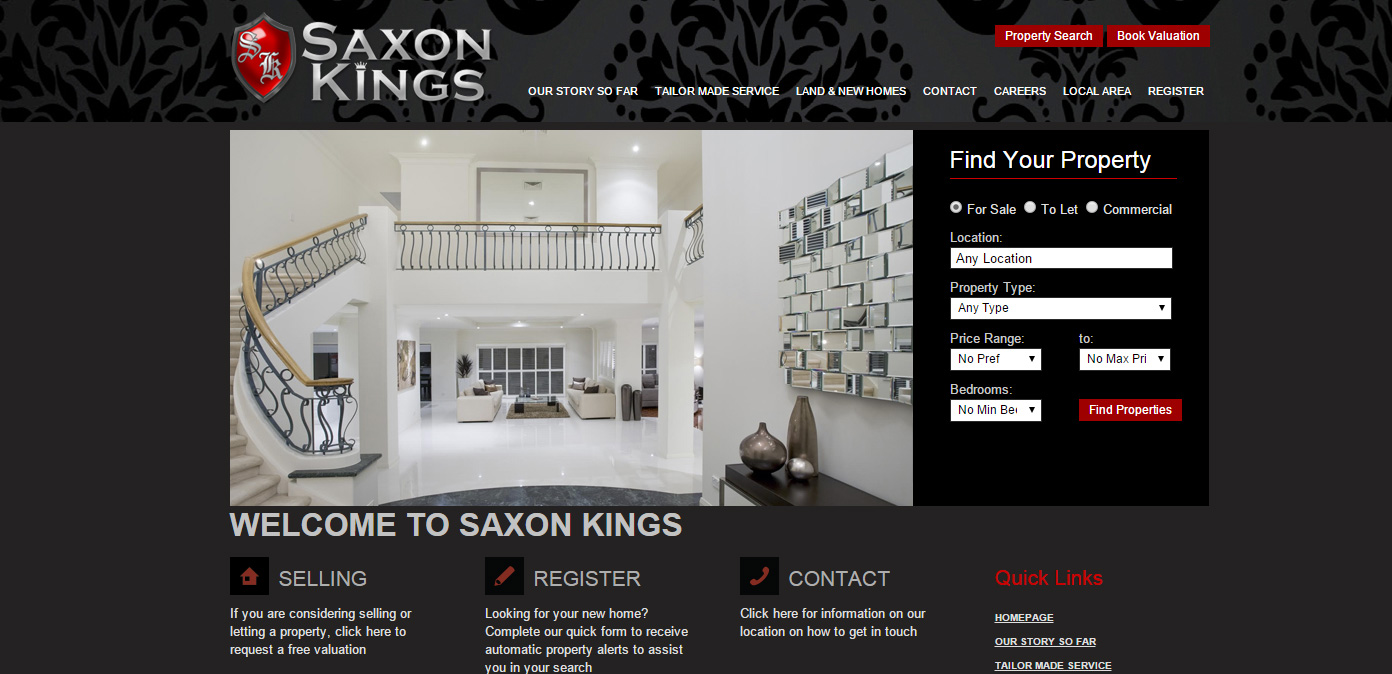 SK
SAXON
KINGS
Property Search
Book Valuation
OUR STORY SO FAR
TAILOR MADE SERVICE
LAND & NEW HOMES
CONTACT
CAREERS
LOCAL AREA
REGISTER
Find Your Property
For Sale
To Let
Commercial
Location:
Any Location
Property Type:
Any Type
Price Range:
to:
No Pref
No Max Pri
Bedrooms:
No Min Be
Find Properties
WELCOME TO SAXON KINGS
SELLING
If you are considering selling or
letting a property, click here to
request a free valuation
REGISTER
Looking for your new home?
Complete our quick form to receive
automatic property alerts to assist
you in your search
CONTACT
Click here for information on our
location on how to get in touch
Quick Links
HOMEPAGE
OUR STORY SO FAR
TAILOR MADE SERVICE